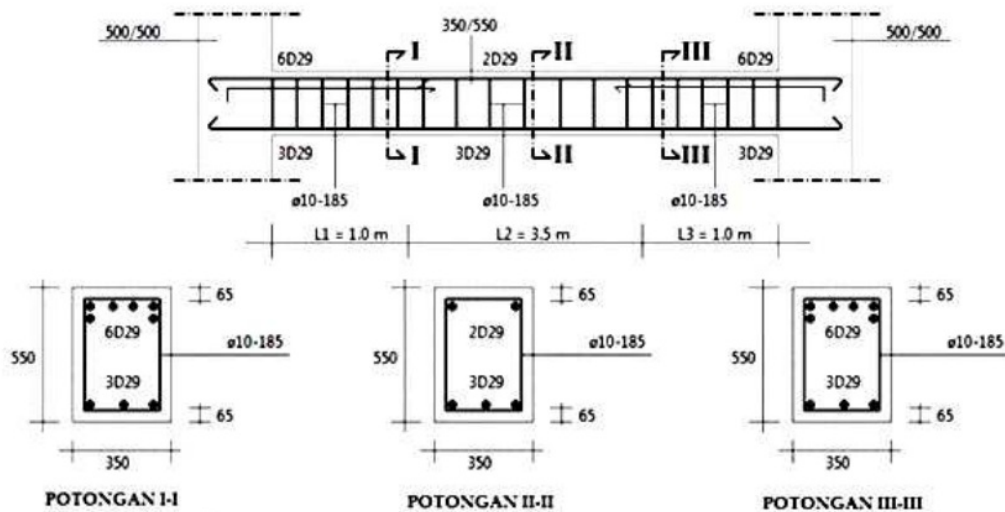 350/550
500/500
500/500
I
II
III
6D29
2D29
6D29
3D29
I
3D29
II
III
3D29
ø10-185
ø10-185
ø10-185
L1 = 1.0 m
L2 = 3.5 m
L3 = 1.0 m
65
65
65
6D29
2D29
6D29
ø10-185
ø10-185
ø10-185
550
550
550
3D29
3D29
3D29
65
65
65
350
350
350
POTONGAN I-I
POTONGAN II-II
POTONGAN III-III